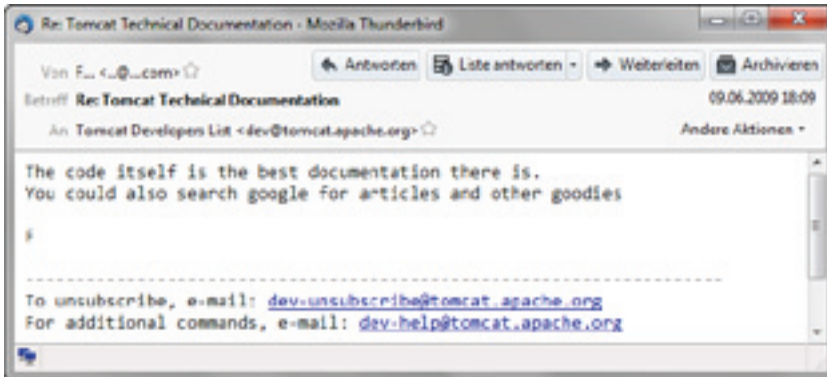 Re: Tomcat Technical Documentation - Mozilla Thunderbird
Von F... <...@....com>
Antworten Liste antworten Weiterleiten Archivieren
Betreff Re: Tomcat Technical Documentation 09.06.2009 18:09
An Tomcat Developers List <dev@tomcat.apache.org> Andere Aktionen
The code itself is the best documentation there is.
You could also search google for articles and other goodies
F
---------------------------------------------------------------------
To unsubscribe, e-mail: dev-unsubscribe@tomcat.apache.org
For additional commands, e-mail: dev-help@tomcat.apache.org